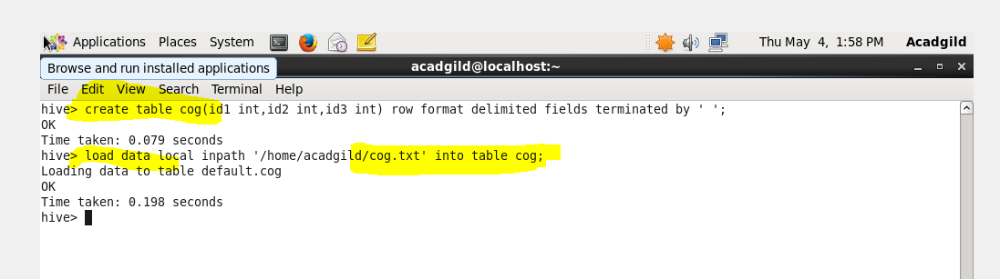 Applications Places System
Thu May 4, 1:58 PM Acadgild
Browse and run installed applications
acadgild@localhost:~
File Edit View Search Terminal Help
hive> create table cog(id1 int,id2 int,id3 int) row format delimited fields terminated by ' ';
OK
Time taken: 0.079 seconds
hive> load data local inpath '/home/acadgild/cog.txt' into table cog;
Loading data to table default.cog
OK
Time taken: 0.198 seconds
hive>